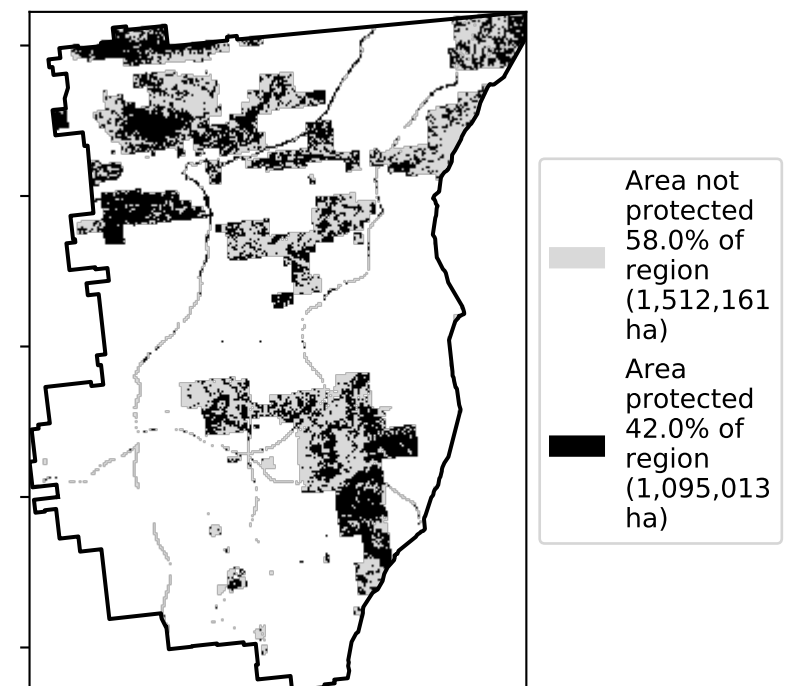 Area not
protected
58.0% of
region
(1,512,161
ha)
Area
protected
42.0% of
region
(1,095,013
ha)